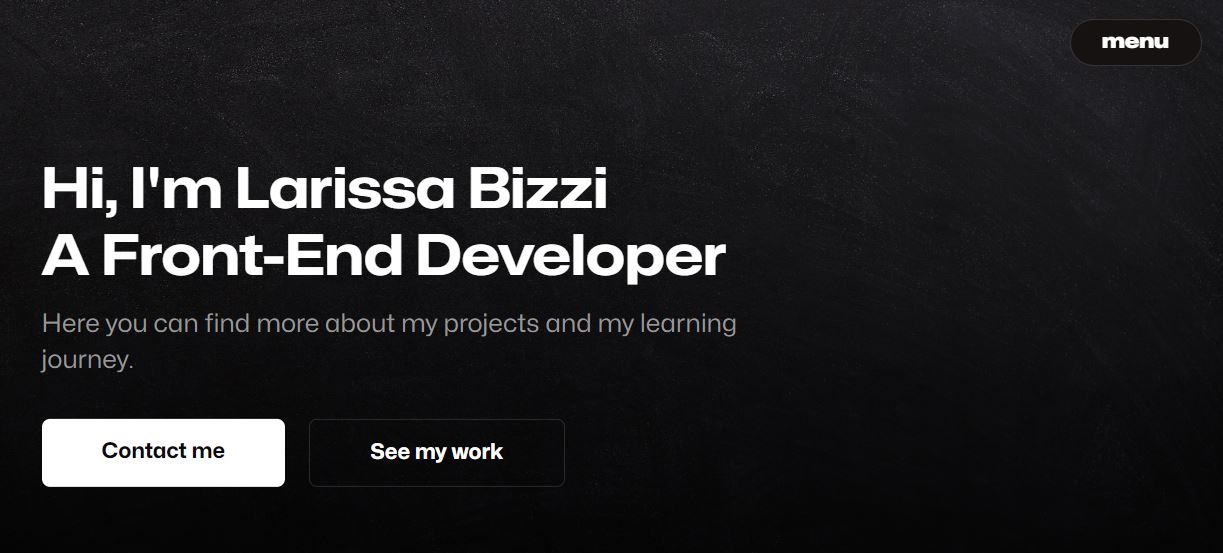 menu
Hi, I'm Larissa Bizzi
A Front-End Developer
Here you can find more about my projects and my learning
journey.
Contact me
See my work